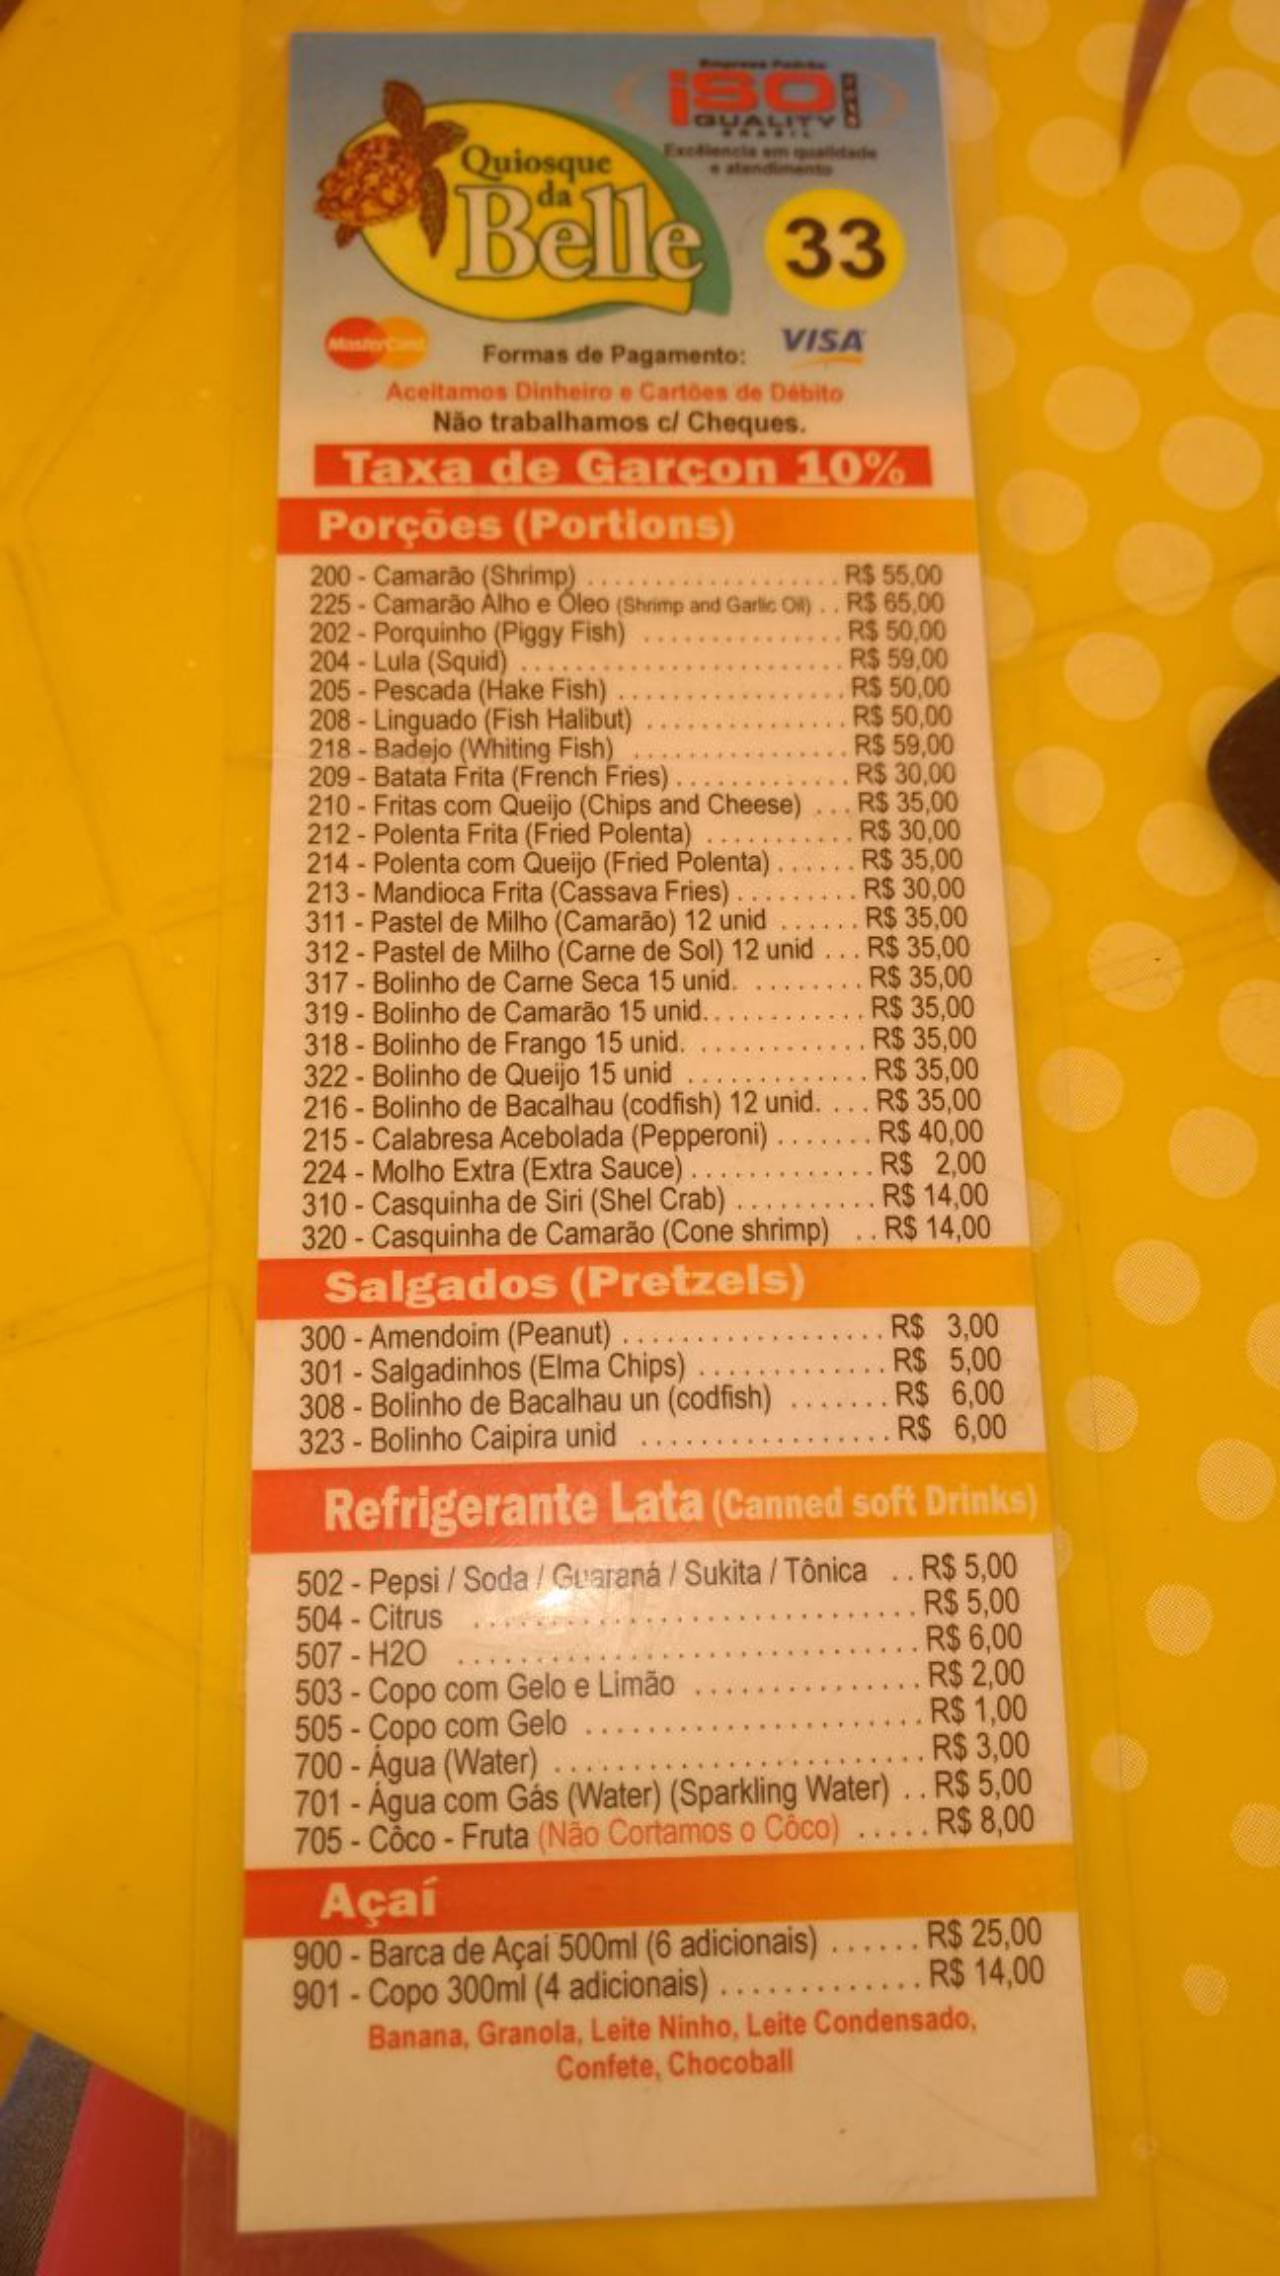 Empresa Padrão
iSO
QUALITY
BRASIL
Excelência em qualidade
e atendimento
Quiosque
da
Belle
33
MasterCard
VISA
Formas de Pagamento:
Aceitamos Dinheiro e Cartões de Débito
Não trabalhamos c/ Cheques.
Taxa de Garçon 10%
Porções (Portions)
200 - Camarão (Shrimp) . . . . . . . . . . . . . . . . . . . R$ 55,00
225 - Camarão Alho e Óleo (Shrimp and Garlic Oil) . . R$ 65,00
202 - Porquinho (Piggy Fish) . . . . . . . . . . . . . . . R$ 50,00
204 - Lula (Squid) . . . . . . . . . . . . . . . . . . . . . . . . R$ 59,00
205 - Pescada (Hake Fish) . . . . . . . . . . . . . . . . . R$ 50,00
208 - Linguado (Fish Halibut) . . . . . . . . . . . . . . . R$ 50,00
218 - Badejo (Whiting Fish) . . . . . . . . . . . . . . . . R$ 59,00
209 - Batata Frita (French Fries) . . . . . . . . . . . . . R$ 30,00
210 - Fritas com Queijo (Chips and Cheese) . . . R$ 35,00
212 - Polenta Frita (Fried Polenta) . . . . . . . . . . . R$ 30,00
214 - Polenta com Queijo (Fried Polenta) . . . . . . R$ 35,00
213 - Mandioca Frita (Cassava Fries) . . . . . . . . . R$ 30,00
311 - Pastel de Milho (Camarão) 12 unid . . . . . . R$ 35,00
312 - Pastel de Milho (Carne de Sol) 12 unid . . . R$ 35,00
317 - Bolinho de Carne Seca 15 unid. . . . . . . . . R$ 35,00
319 - Bolinho de Camarão 15 unid. . . . . . . . . . . . R$ 35,00
318 - Bolinho de Frango 15 unid. . . . . . . . . . . . . . R$ 35,00
322 - Bolinho de Queijo 15 unid . . . . . . . . . . . . . R$ 35,00
216 - Bolinho de Bacalhau (codfish) 12 unid. . . . R$ 35,00
215 - Calabresa Acebolada (Pepperoni) . . . . . . . R$ 40,00
224 - Molho Extra (Extra Sauce) . . . . . . . . . . . . . R$ 2,00
310 - Casquinha de Siri (Shel Crab) . . . . . . . . . . R$ 14,00
320 - Casquinha de Camarão (Cone shrimp) . . R$ 14,00
Salgados (Pretzels)
300 - Amendoim (Peanut) . . . . . . . . . . . . . . . . . . R$ 3,00
301 - Salgadinhos (Elma Chips) . . . . . . . . . . . . . R$ 5,00
308 - Bolinho de Bacalhau un (codfish) . . . . . . . R$ 6,00
323 - Bolinho Caipira unid . . . . . . . . . . . . . . . . . R$ 6,00
Refrigerante Lata (Canned soft Drinks)
502 - Pepsi / Soda / Guaraná / Sukita / Tônica . . R$ 5,00
504 - Citrus . . . . . . . . . . . . . . . . . . . . . . . . . . . . R$ 5,00
507 - H2O . . . . . . . . . . . . . . . . . . . . . . . . . . . . . R$ 6,00
503 - Copo com Gelo e Limão . . . . . . . . . . . . . . R$ 2,00
505 - Copo com Gelo . . . . . . . . . . . . . . . . . . . . . R$ 1,00
700 - Água (Water) . . . . . . . . . . . . . . . . . . . . . . . R$ 3,00
701 - Água com Gás (Water) (Sparkling Water) . . R$ 5,00
705 - Côco - Fruta (Não Cortamos o Côco) . . . . . R$ 8,00
Açaí
900 - Barca de Açaí 500ml (6 adicionais) . . . . . . R$ 25,00
901 - Copo 300ml (4 adicionais) . . . . . . . . . . . . . R$ 14,00
Banana, Granola, Leite Ninho, Leite Condensado,
Confete, Chocoball